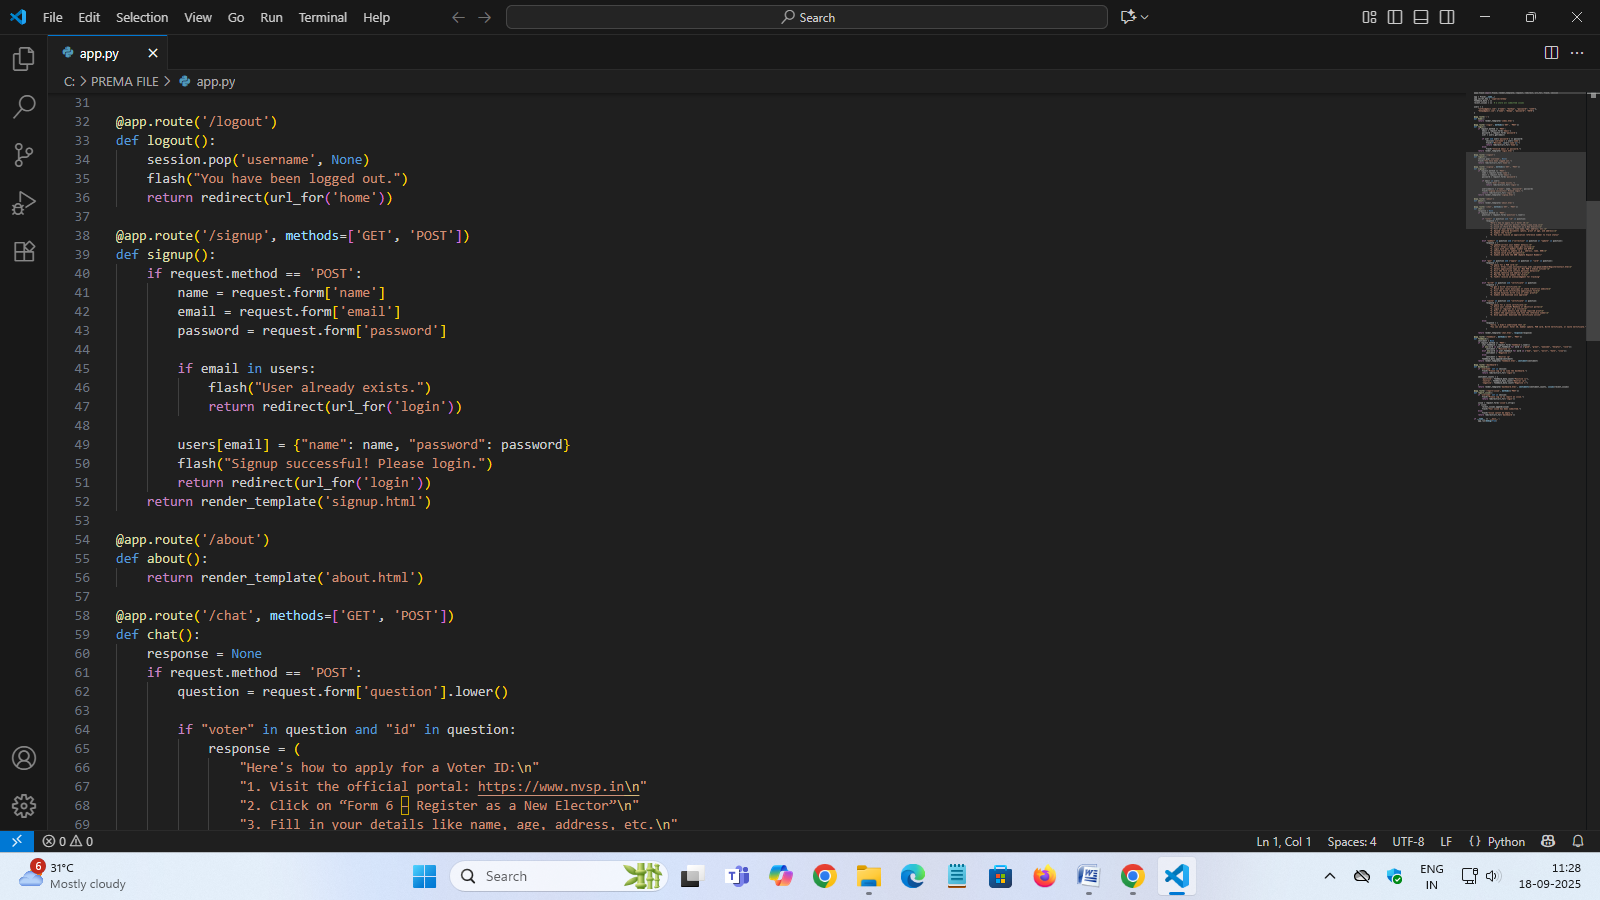 File Edit Selection View Go Run Terminal Help
Search
app.py
C: > PREMA FILE > app.py
31
32 @app.route('/logout')
33 def logout():
34 session.pop('username', None)
35 flash("You have been logged out.")
36 return redirect(url_for('home'))
37
38 @app.route('/signup', methods=['GET', 'POST'])
39 def signup():
40 if request.method == 'POST':
41 name = request.form['name']
42 email = request.form['email']
43 password = request.form['password']
44
45 if email in users:
46 flash("User already exists.")
47 return redirect(url_for('login'))
48
49 users[email] = {"name": name, "password": password}
50 flash("Signup successful! Please login.")
51 return redirect(url_for('login'))
52 return render_template('signup.html')
53
54 @app.route('/about')
55 def about():
56 return render_template('about.html')
57
58 @app.route('/chat', methods=['GET', 'POST'])
59 def chat():
60 response = None
61 if request.method == 'POST':
62 question = request.form['question'].lower()
63
64 if "voter" in question and "id" in question:
65 response = (
66 "Here's how to apply for a Voter ID:\n"
67 "1. Visit the official portal: https://www.nvsp.in\n"
68 "2. Click on “Form 6 – Register as a New Elector”\n"
69 "3. Fill in your details like name, age, address, etc.\n"
0 0 Ln 1, Col 1 Spaces: 4 UTF-8 LF {} Python
6
31°C
Mostly cloudy
Search
ENG
IN
11:28
18-09-2025